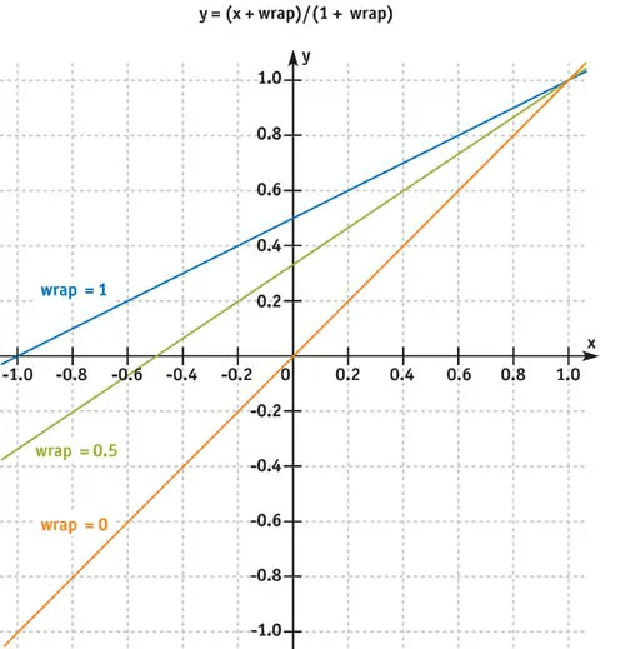 y = (x + wrap)/(1 + wrap)
y
1.0
0.8
0.6
wrap = 1
0.4
0.2
x
-1.0 -0.8 -0.6 -0.4 -0.2 0 0.2 0.4 0.6 0.8 1.0
-0.2
wrap = 0.5
-0.4
wrap = 0
-0.6
-0.8
-1.0